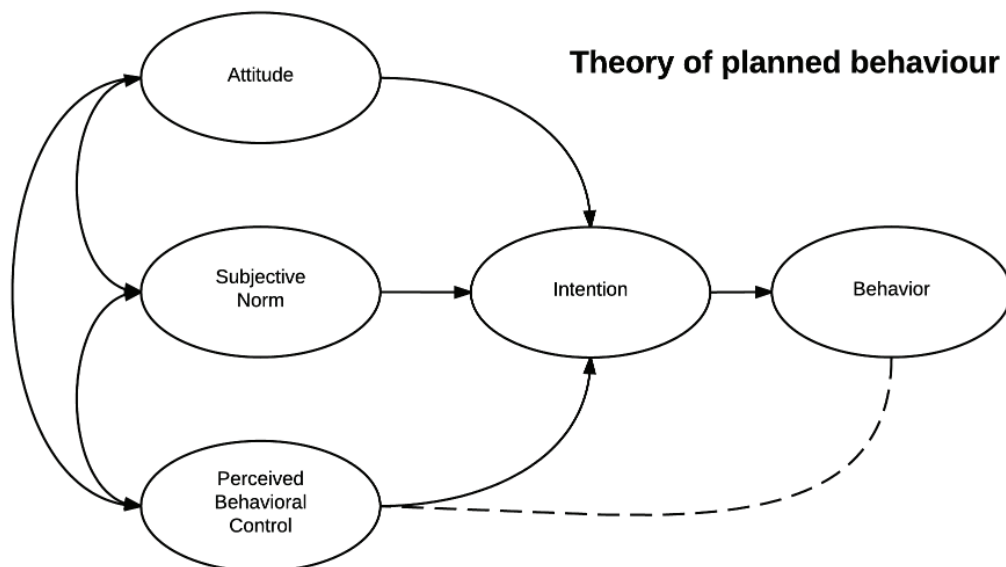 Theory of planned behaviour
Attitude
Subjective
Norm
Intention
Behavior
Perceived
Behavioral
Control